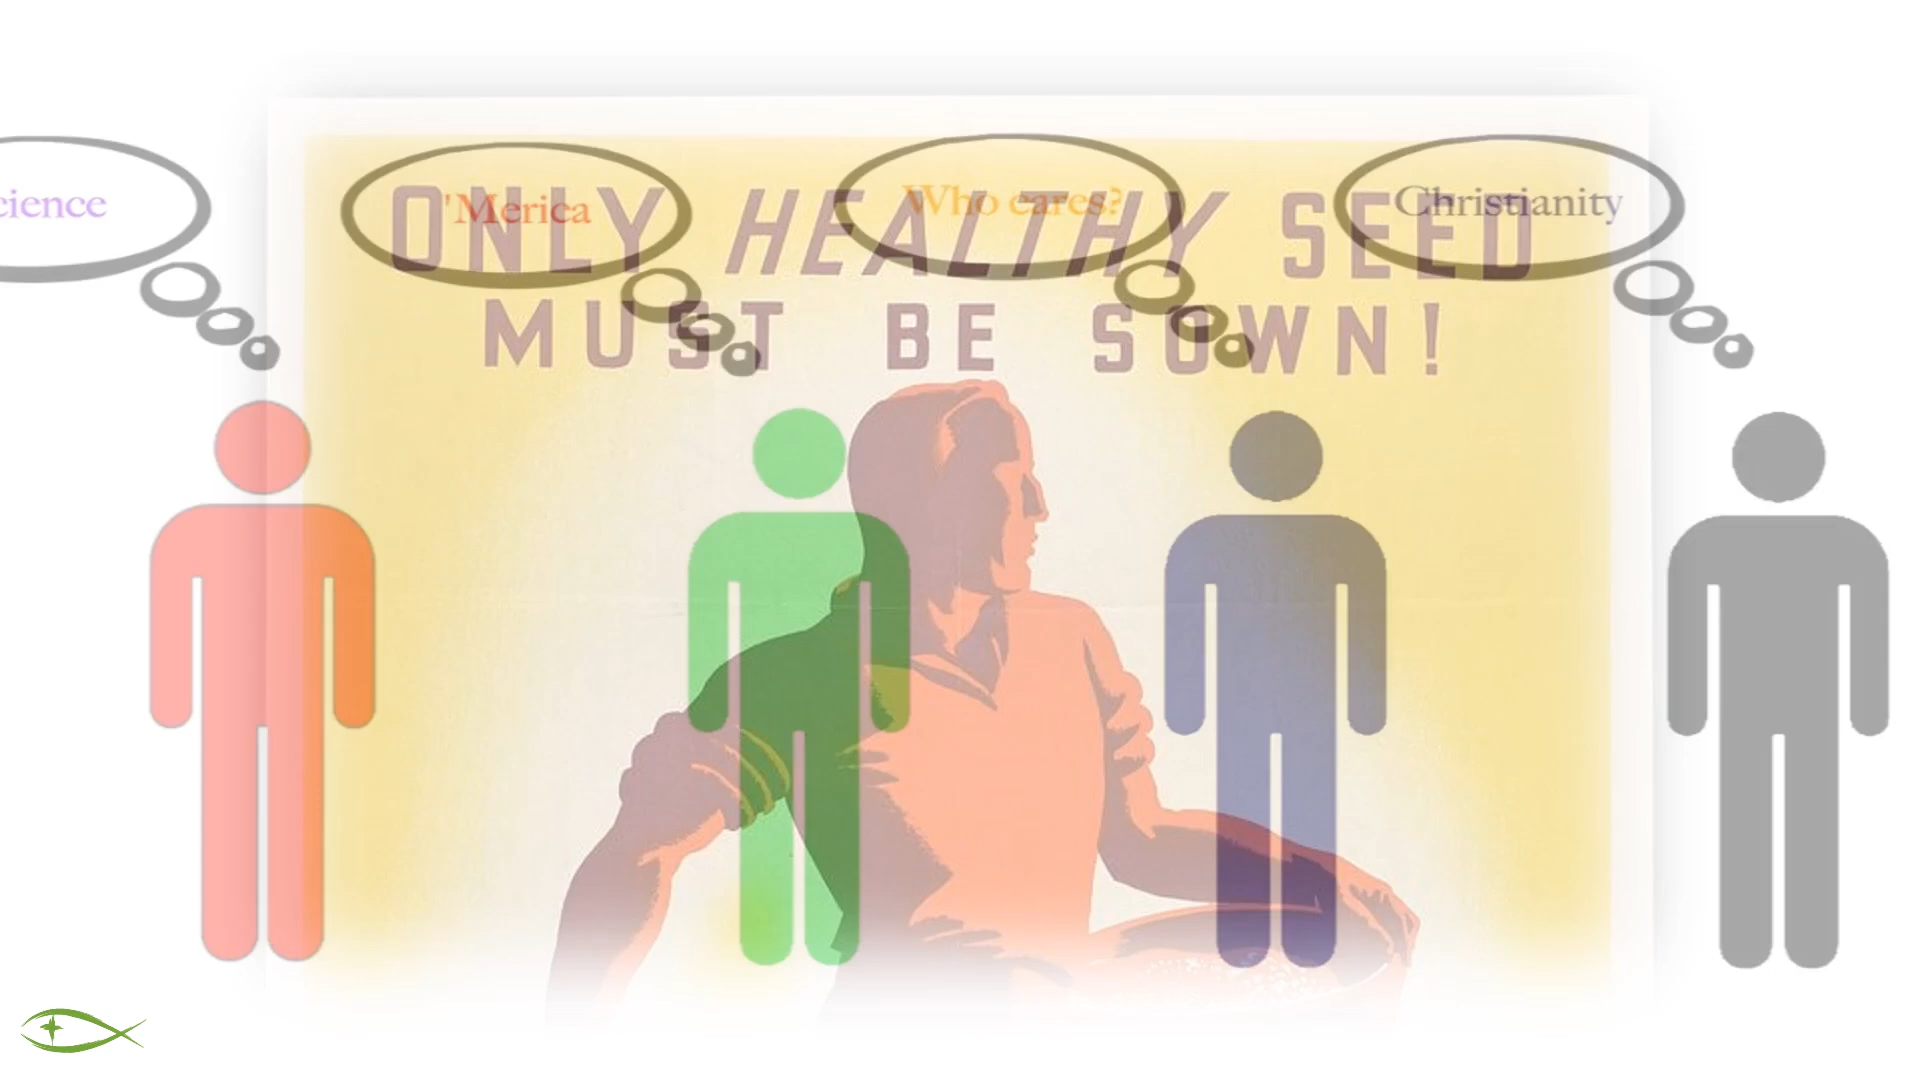 cience
'Merica
Who cares?
Christianity
ONLY HEALTHY SEED
MUST BE SOWN!